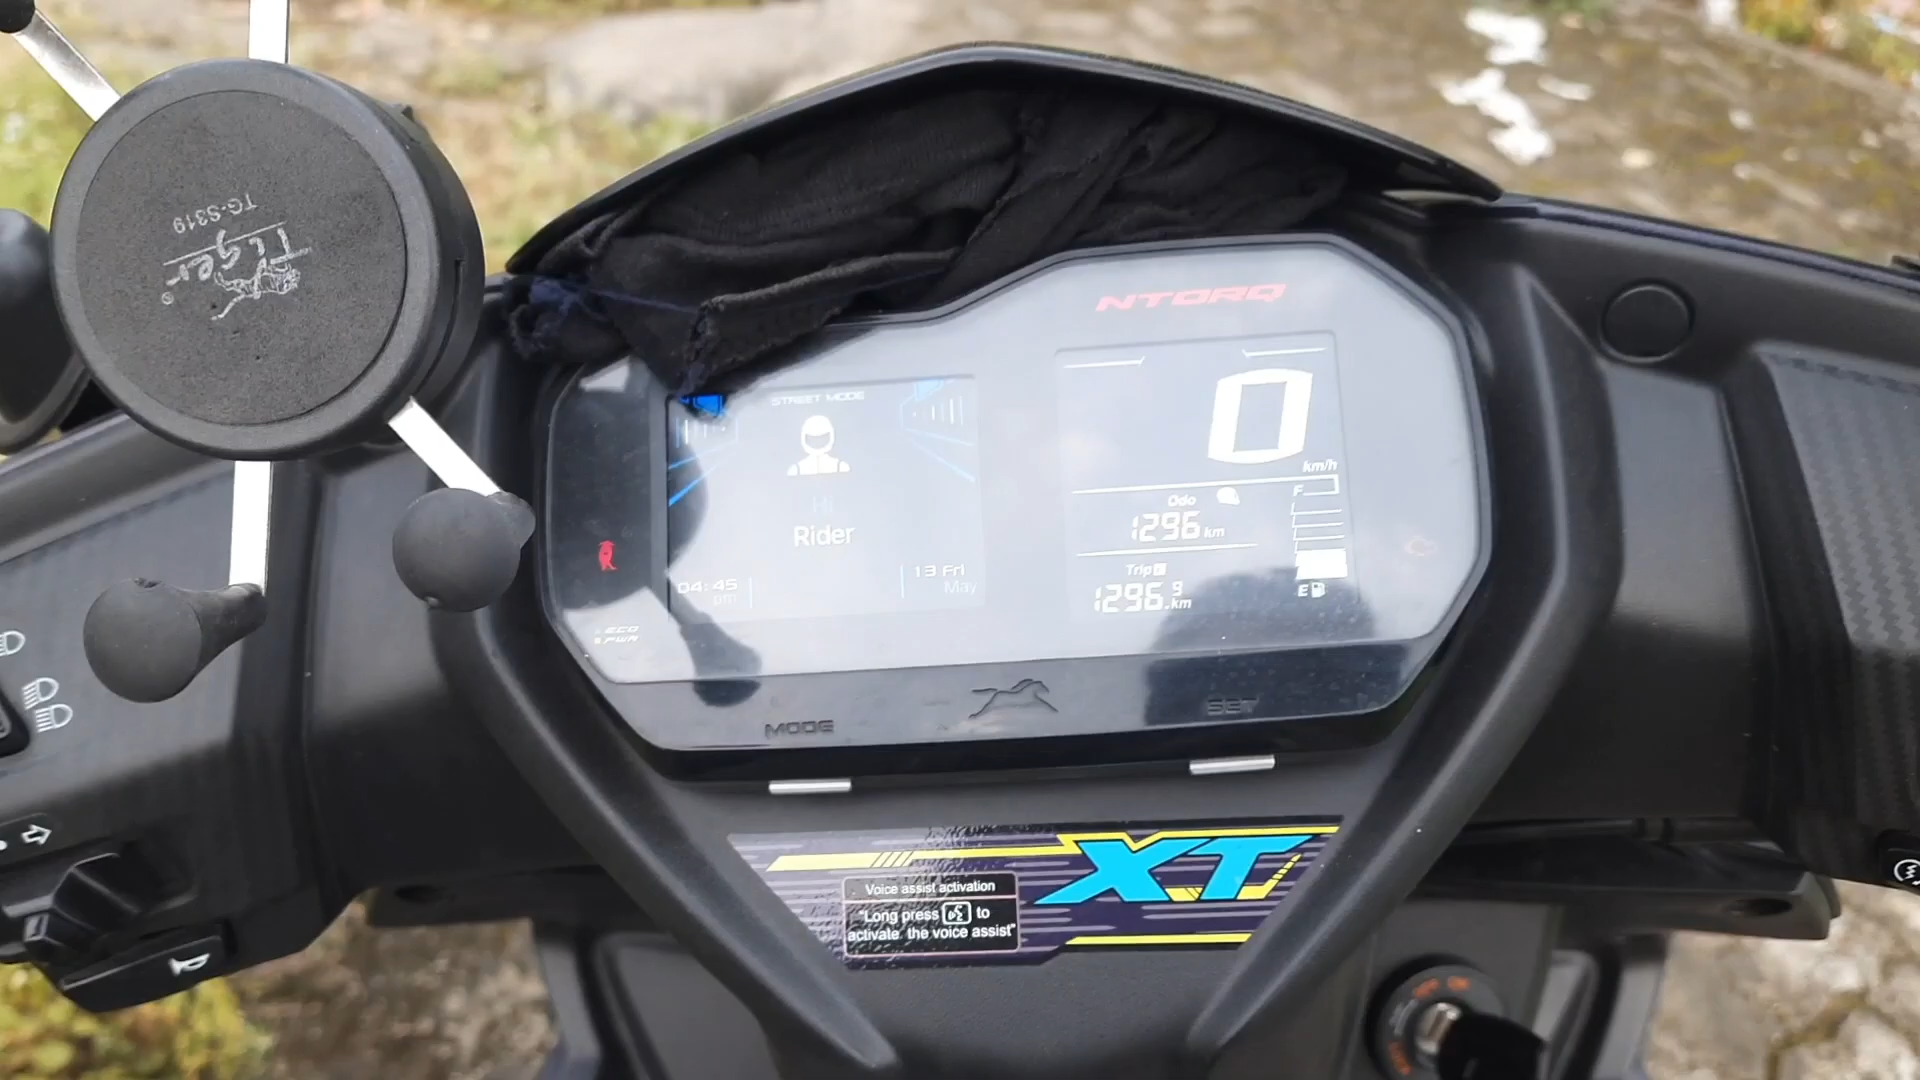 Tiger
TG-S319
NTORQ
STREET MODE
Hi
Rider
04:45
pm
13 Fri
May
0
km/h
Odo
1296 km
Trip
1296.9 km
F
E
ECO
PWR
MODE
SET
XT
Voice assist activation
"Long press to
activate. the voice assist"